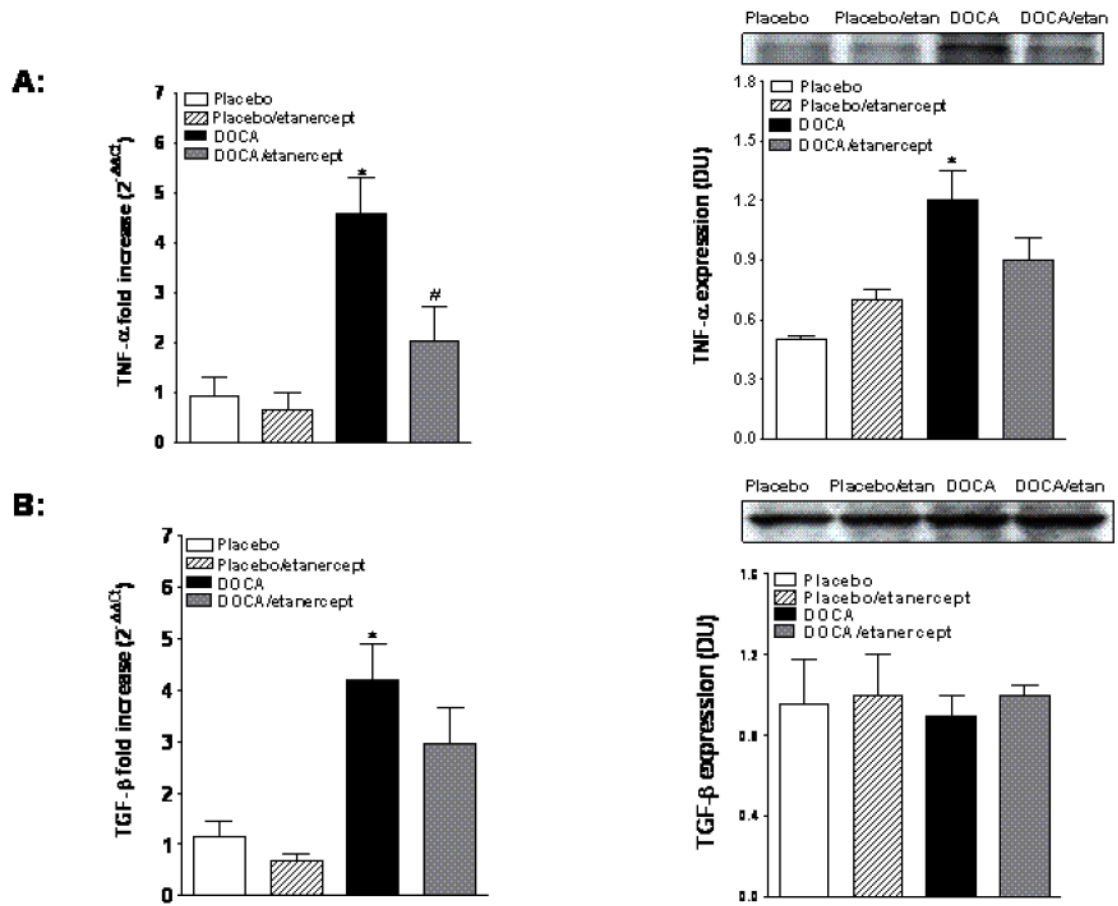 A:
TNF-α fold increase (2^-ΔΔCt)
7
6
5
4
3
2
1
0
Placebo
Placebo/etanercept
DOCA
DOCA/etanercept
*
#
Placebo Placebo/etan DOCA DOCA/etan
TNF-α expression (DU)
1.8
1.5
1.2
0.9
0.6
0.3
0.0
Placebo
Placebo/etanercept
DOCA
DOCA/etanercept
*
B:
TGF-β fold increase (2^-ΔΔCt)
7
6
5
4
3
2
1
0
Placebo
Placebo/etanercept
DOCA
DOCA/etanercept
*
Placebo Placebo/etan DOCA DOCA/etan
TGF-β expression (DU)
1.6
1.2
0.8
0.4
0.0
Placebo
Placebo/etanercept
DOCA
DOCA/etanercept